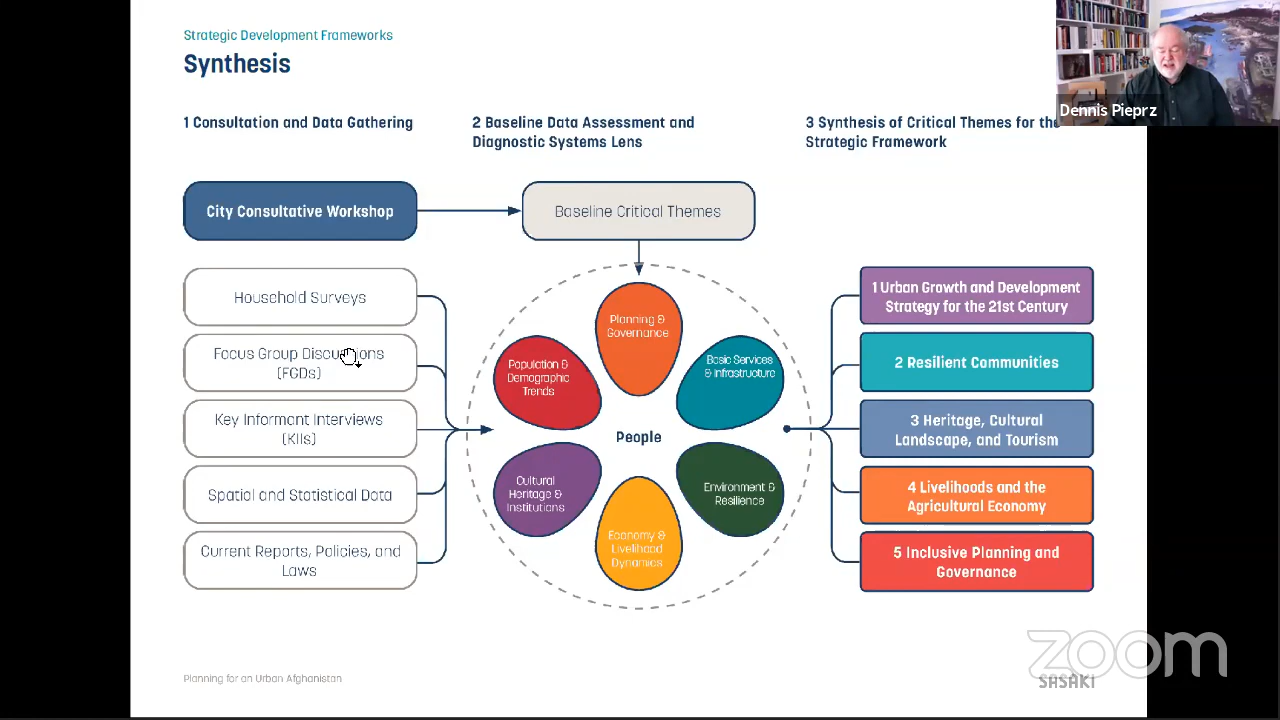 Strategic Development Frameworks
Synthesis
1 Consultation and Data Gathering
2 Baseline Data Assessment and
Diagnostic Systems Lens
3 Synthesis of Critical Themes for the
Strategic Framework
Dennis Pieprz
City Consultative Workshop
Baseline Critical Themes
Household Surveys
Focus Group Discussions
(FGDs)
Key Informant Interviews
(KIIs)
Spatial and Statistical Data
Current Reports, Policies, and
Laws
Planning &
Governance
Population &
Demographic
Trends
Basic Services
& Infrastructure
People
Cultural
Heritage &
Institutions
Environment &
Resilience
Economy &
Livelihood
Dynamics
1 Urban Growth and Development
Strategy for the 21st Century
2 Resilient Communities
3 Heritage, Cultural
Landscape, and Tourism
4 Livelihoods and the
Agricultural Economy
5 Inclusive Planning and
Governance
Planning for an Urban Afghanistan
zoom
SASAKI